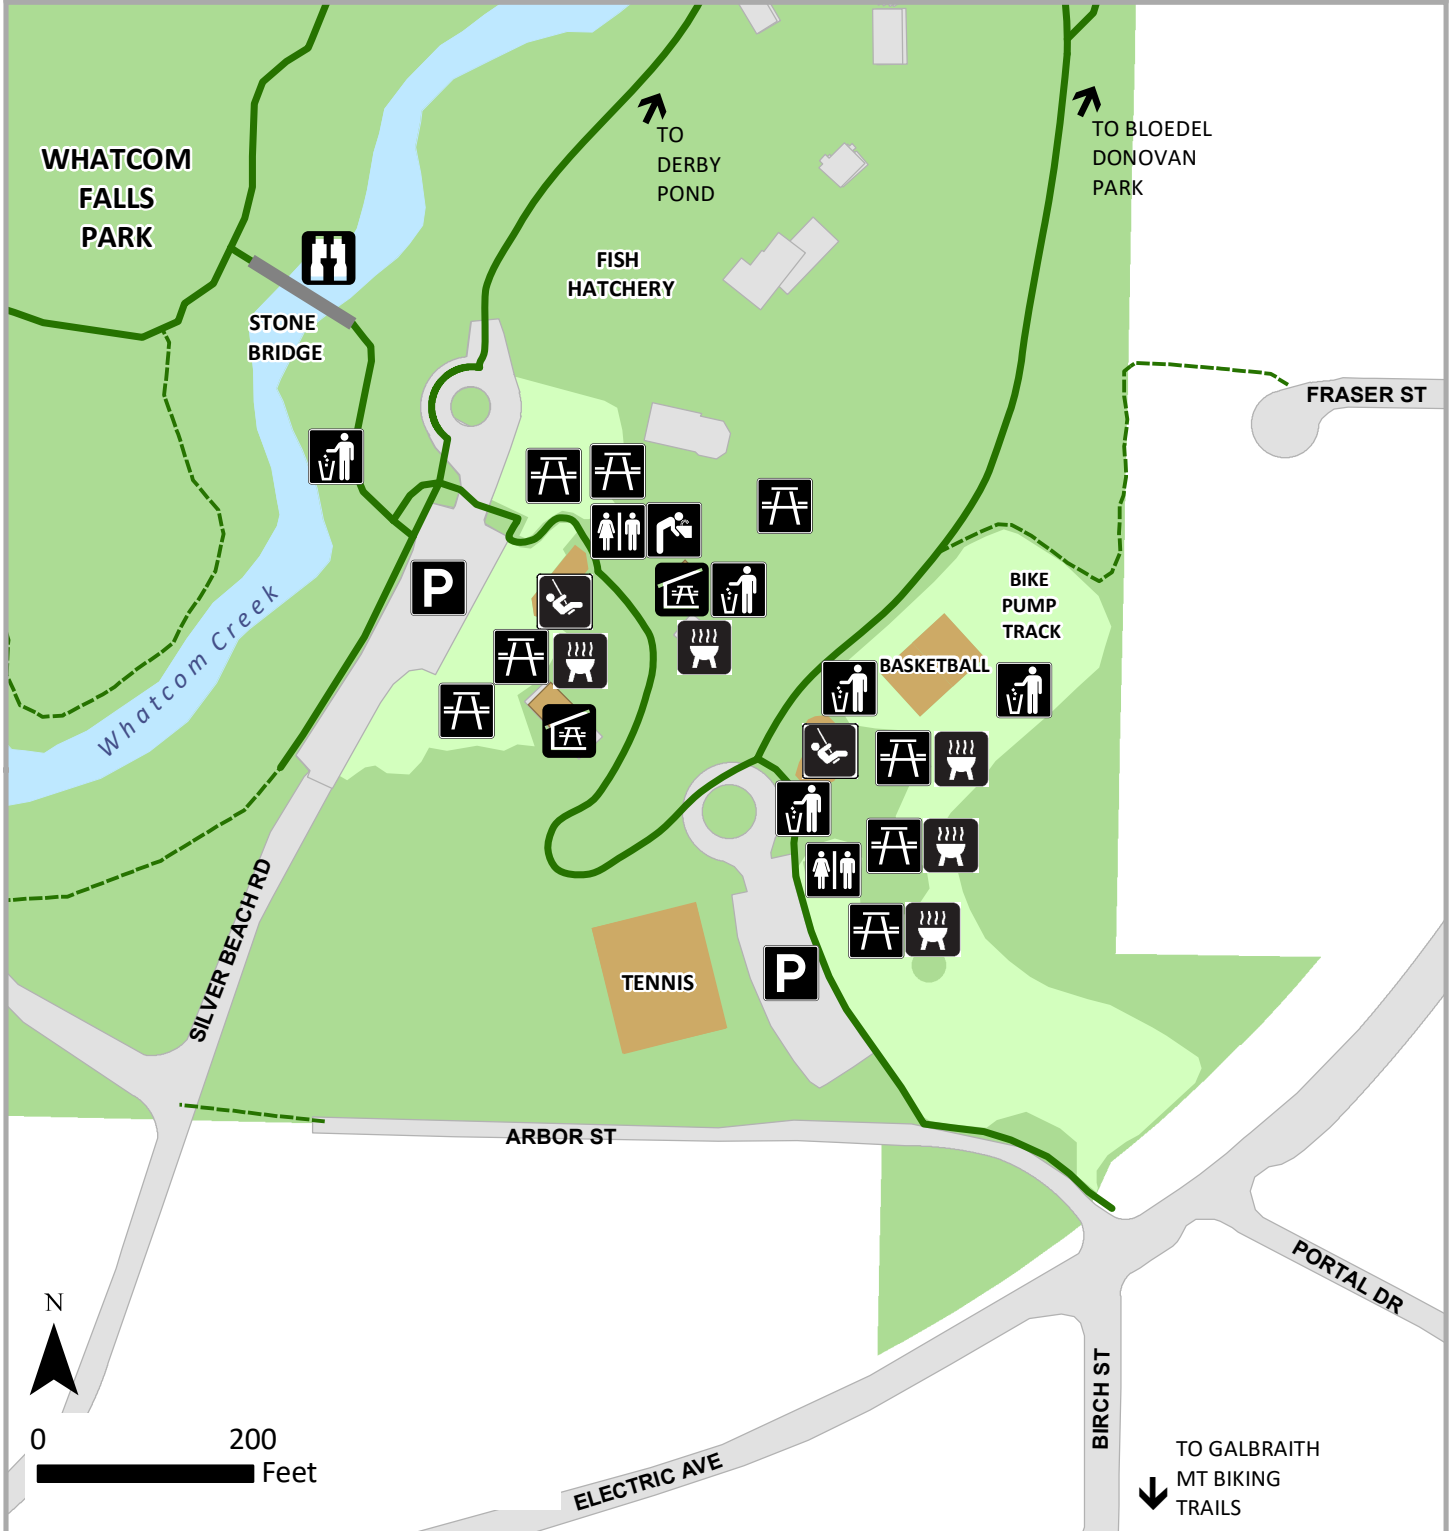 WHATCOM
FALLS
PARK
TO
DERBY
POND
TO BLOEDEL
DONOVAN
PARK
FISH
HATCHERY
STONE
BRIDGE
FRASER ST
P
BIKE
PUMP
TRACK
BASKETBALL
Whatcom Creek
SILVER BEACH RD
TENNIS
P
ARBOR ST
PORTAL DR
N
BIRCH ST
0 200
Feet
ELECTRIC AVE
TO GALBRAITH
MT BIKING
TRAILS